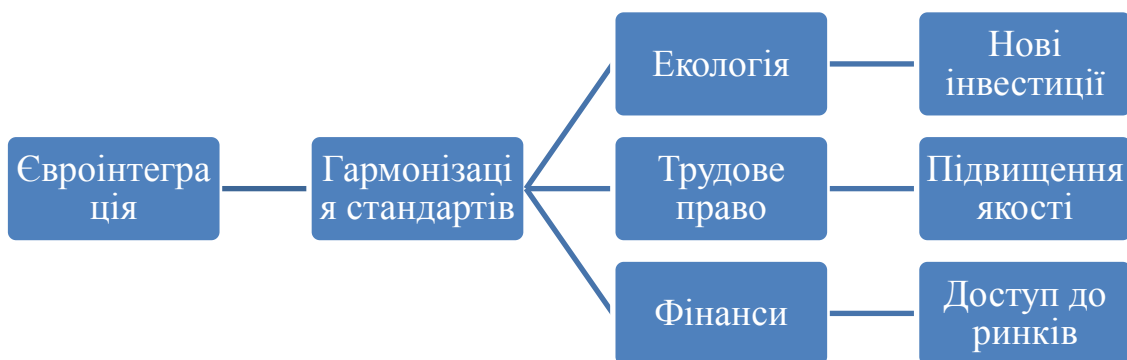 Євроінтегра
ція
Гармонізаці
я стандартів
Екологія
Нові
інвестиції
Трудове
право
Підвищення
якості
Фінанси
Доступ до
ринків